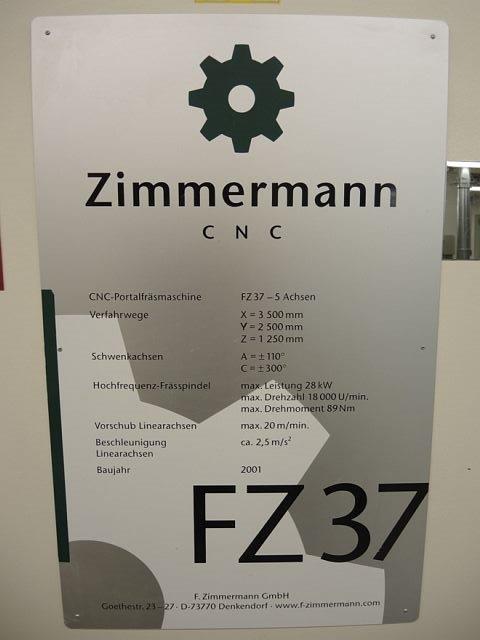 Zimmermann
C N C
CNC-Portalfräsmaschine FZ 37 – 5 Achsen
Verfahrwege X = 3 500 mm
Y = 2 500 mm
Z = 1 250 mm
Schwenkachsen A = ± 110°
C = ± 300°
Hochfrequenz-Frässpindel max. Leistung 28 kW
max. Drehzahl 18 000 U/min.
max. Drehmoment 89 Nm
Vorschub Linearachsen max. 20 m/min.
Beschleunigung ca. 2,5 m/s²
Linearachsen
Baujahr 2001
FZ 37
F. Zimmermann GmbH
Goethestr. 23 – 27 · D-73770 Denkendorf · www.f-zimmermann.com